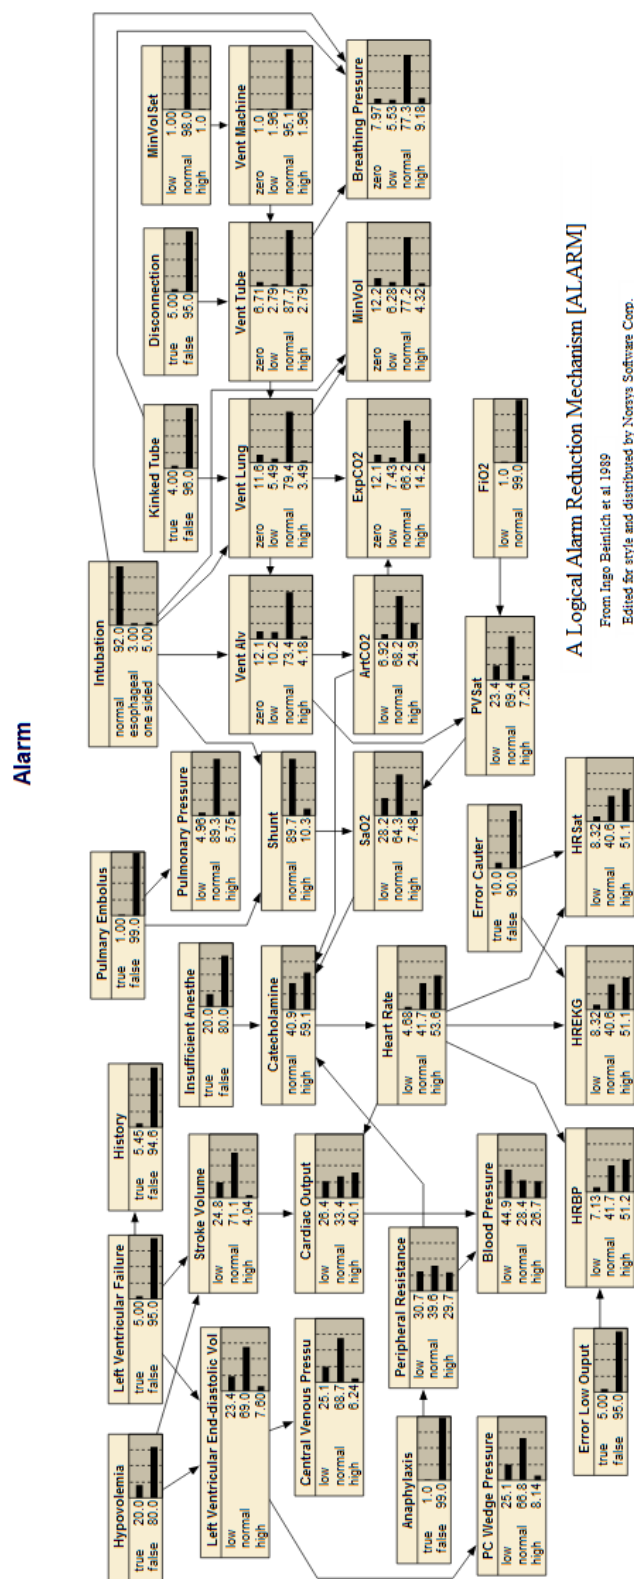 Alarm
Hypovolemia
true 20.0
false 80.0
Left Ventricular Failure
true 5.00
false 95.0
History
true 5.45
false 94.6
Pulmary Embolus
true 1.00
false 99.0
Intubation
normal 92.0
esophageal 3.00
one sided 5.00
Kinked Tube
true 4.00
false 96.0
Disconnection
true 5.00
false 95.0
MinVolSet
low 1.00
normal 98.0
high 1.0
Left Ventricular End-diastolic Vol
low 23.4
normal 69.0
high 7.60
Stroke Volume
low 24.8
normal 71.1
high 4.04
Insufficient Anesthe
true 20.0
false 80.0
Pulmonary Pressure
low 4.96
normal 89.3
high 5.75
Shunt
normal 89.7
high 10.3
Vent Alv
zero 12.1
low 10.2
normal 73.4
high 4.18
Vent Lung
zero 11.6
low 5.49
normal 79.4
high 3.49
Vent Tube
zero 6.71
low 2.79
normal 87.7
high 2.79
Vent Machine
zero 1.0
low 1.96
normal 95.1
high 1.96
Central Venous Pressu
low 25.1
normal 68.7
high 6.24
Cardiac Output
low 26.4
normal 33.4
high 40.1
Catecholamine
normal 40.9
high 59.1
SaO2
low 28.2
normal 64.3
high 7.48
ArtCO2
low 6.92
normal 68.2
high 24.9
ExpCO2
zero 12.1
low 7.43
normal 66.2
high 14.2
MinVol
zero 12.2
low 6.28
normal 77.2
high 4.32
Breathing Pressure
zero 7.97
low 5.53
normal 77.3
high 9.18
Anaphylaxis
true 1.0
false 99.0
Peripheral Resistance
low 30.7
normal 39.6
high 29.7
Heart Rate
low 4.68
normal 41.7
high 53.6
PVSat
low 23.4
normal 69.4
high 7.20
FiO2
low 1.0
normal 99.0
PC Wedge Pressure
low 25.1
normal 66.8
high 8.14
Blood Pressure
low 44.9
normal 28.4
high 26.7
Error Cauter
true 10.0
false 90.0
Error Low Ouput
true 5.00
false 95.0
HRBP
low 7.13
normal 41.7
high 51.2
HREKG
low 8.32
normal 40.6
high 51.1
HRSat
low 8.32
normal 40.6
high 51.1
A Logical Alarm Reduction Mechanism [ALARM]
From Ingo Beinlich et al 1989
Edited for style and distributed by Norsys Software Corp.